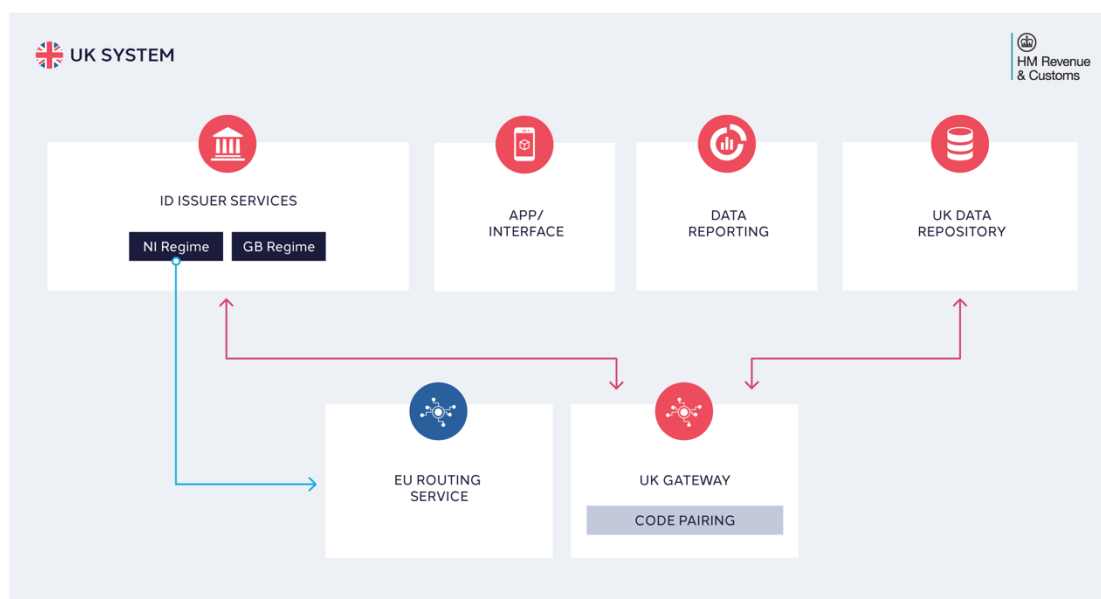 UK SYSTEM
HM Revenue
& Customs
ID ISSUER SERVICES
NI Regime
GB Regime
APP/
INTERFACE
DATA
REPORTING
UK DATA
REPOSITORY
EU ROUTING
SERVICE
UK GATEWAY
CODE PAIRING